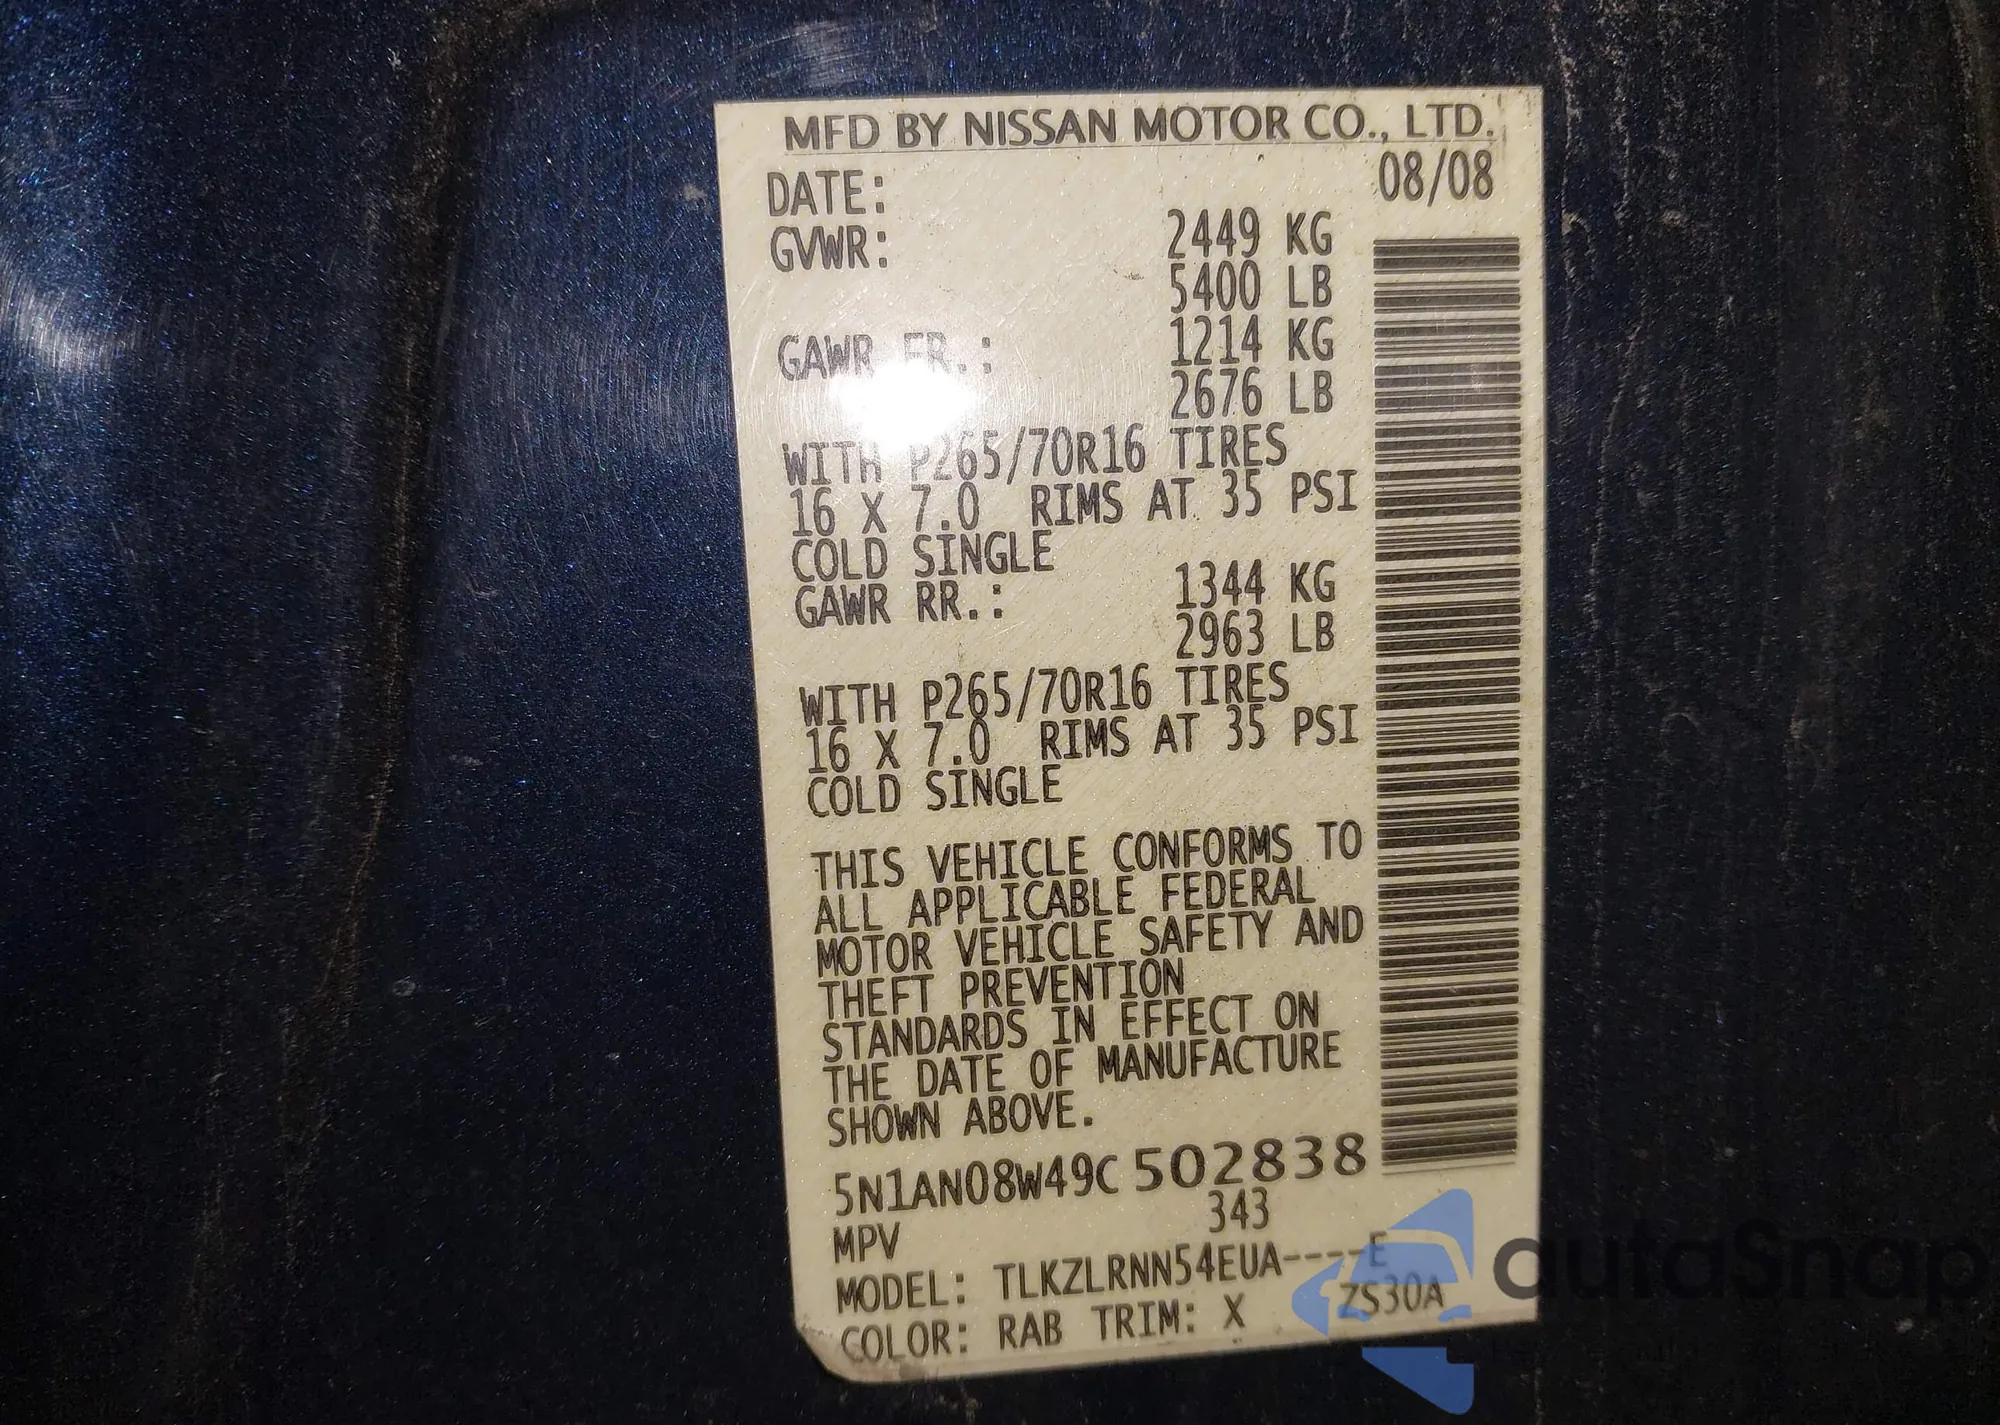 MFD BY NISSAN MOTOR CO., LTD.
DATE: 08/08
GVWR: 2449 KG
5400 LB
GAWR FR.: 1214 KG
2676 LB
WITH P265/70R16 TIRES
16 X 7.0 RIMS AT 35 PSI
COLD SINGLE
GAWR RR.: 1344 KG
2963 LB
WITH P265/70R16 TIRES
16 X 7.0 RIMS AT 35 PSI
COLD SINGLE
THIS VEHICLE CONFORMS TO
ALL APPLICABLE FEDERAL
MOTOR VEHICLE SAFETY AND
THEFT PREVENTION
STANDARDS IN EFFECT ON
THE DATE OF MANUFACTURE
SHOWN ABOVE.
5N1AN08W49C502838
MPV 343
MODEL: TLKZLRNN54EUA----E
COLOR: RAB TRIM: X ZS30A
autoSnap